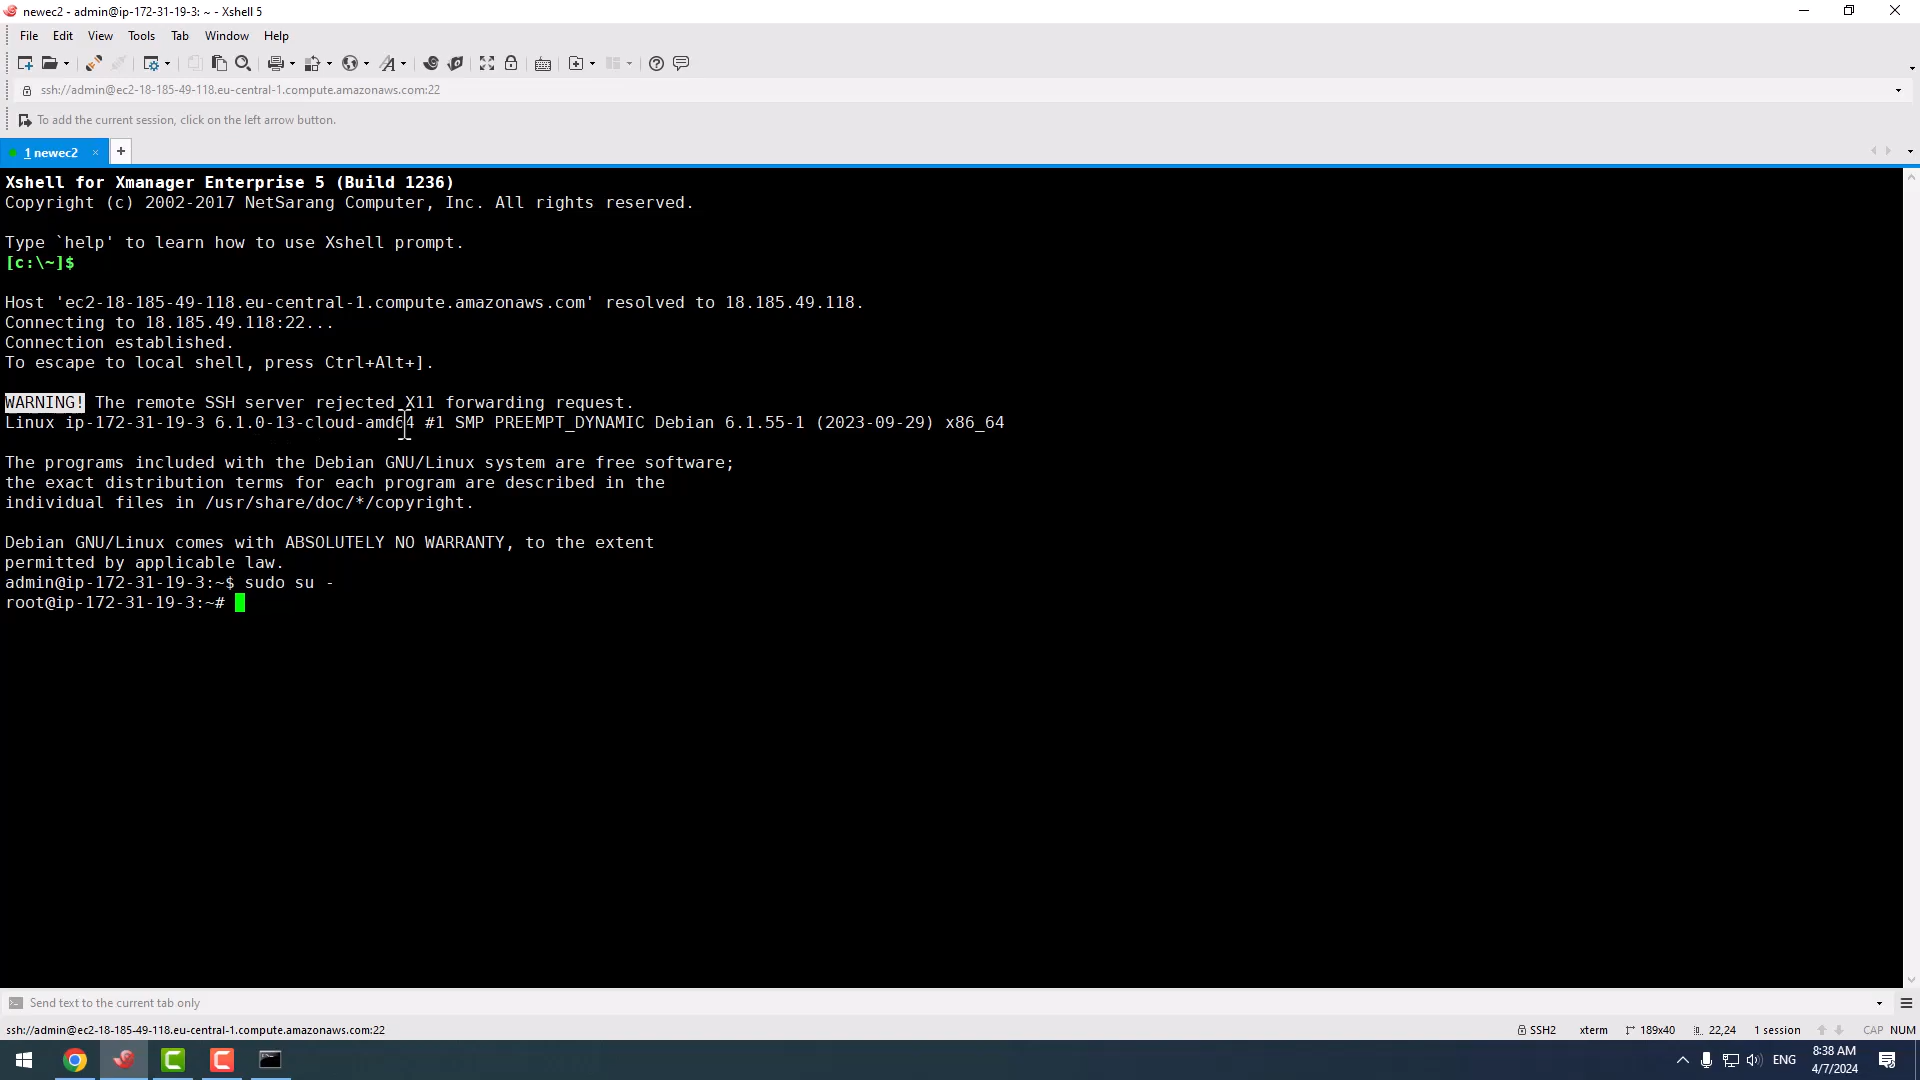 newec2 - admin@ip-172-31-19-3: ~ - Xshell 5
File Edit View Tools Tab Window Help
ssh://admin@ec2-18-185-49-118.eu-central-1.compute.amazonaws.com:22
To add the current session, click on the left arrow button.
1 newec2
Xshell for Xmanager Enterprise 5 (Build 1236)
Copyright (c) 2002-2017 NetSarang Computer, Inc. All rights reserved.
Type `help' to learn how to use Xshell prompt.
[c:\~]$
Host 'ec2-18-185-49-118.eu-central-1.compute.amazonaws.com' resolved to 18.185.49.118.
Connecting to 18.185.49.118:22...
Connection established.
To escape to local shell, press Ctrl+Alt+].
WARNING! The remote SSH server rejected X11 forwarding request.
Linux ip-172-31-19-3 6.1.0-13-cloud-amd64 #1 SMP PREEMPT_DYNAMIC Debian 6.1.55-1 (2023-09-29) x86_64
The programs included with the Debian GNU/Linux system are free software;
the exact distribution terms for each program are described in the
individual files in /usr/share/doc/*/copyright.
Debian GNU/Linux comes with ABSOLUTELY NO WARRANTY, to the extent
permitted by applicable law.
admin@ip-172-31-19-3:~$ sudo su -
root@ip-172-31-19-3:~#
Send text to the current tab only
ssh://admin@ec2-18-185-49-118.eu-central-1.compute.amazonaws.com:22 SSH2 xterm 189x40 22,24 1 session CAP NUM
ENG
8:38 AM
4/7/2024